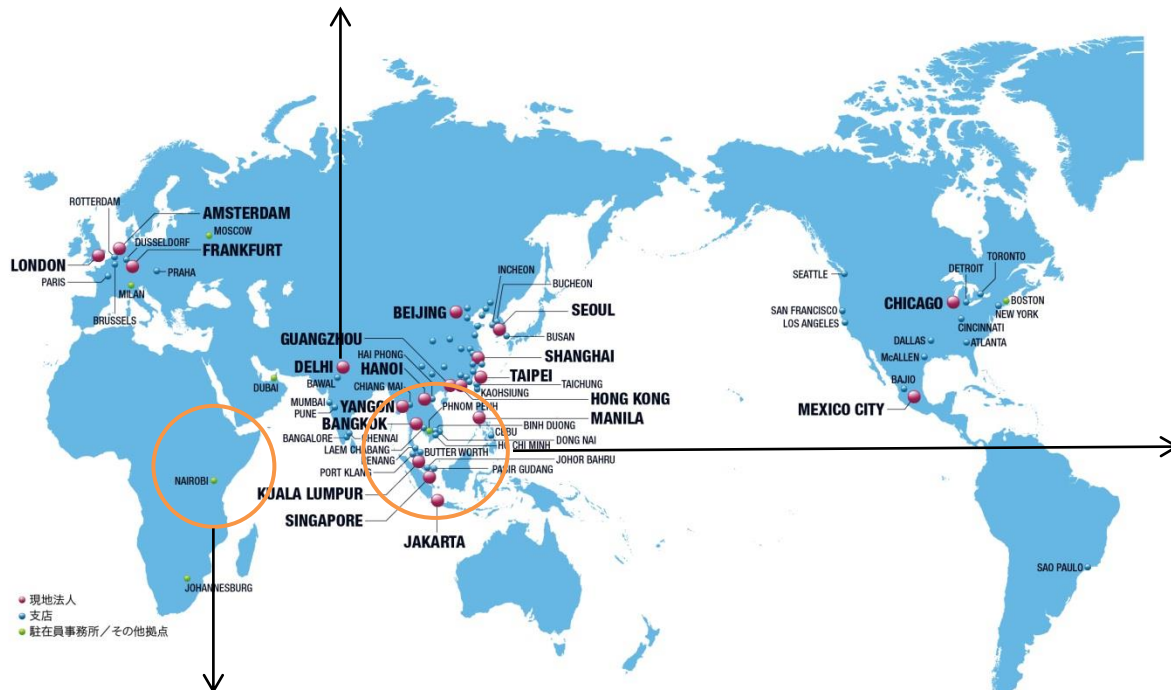 ROTTERDAM
AMSTERDAM
MOSCOW
DUSSELDORF
FRANKFURT
LONDON
PRAHA
PARIS
MILAN
BRUSSELS
INCHEON
BUCHEON
BEIJING
SEOUL
BUSAN
GUANGZHOU
HAI PHONG
SHANGHAI
DELHI
HANOI
TAIPEI
BAWAL
CHIANG MAI
TAICHUNG
DUBAI
KAOHSIUNG
MUMBAI
YANGON
PHNOM PENH
HONG KONG
PUNE
MANILA
BANGKOK
BINH DUONG
BANGALORE
CHENNAI
CEBU
DONG NAI
HO CHI MINH
LAEM CHABANG
BUTTER WORTH
PENANG
JOHOR BAHRU
PORT KLANG
PASIR GUDANG
KUALA LUMPUR
SINGAPORE
JAKARTA
NAIROBI
JOHANNESBURG
SEATTLE
TORONTO
DETROIT
CHICAGO
BOSTON
SAN FRANCISCO
NEW YORK
LOS ANGELES
CINCINNATI
DALLAS
ATLANTA
McALLEN
BAJIO
MEXICO CITY
SAO PAULO
現地法人
支店
駐在員事務所/その他拠点